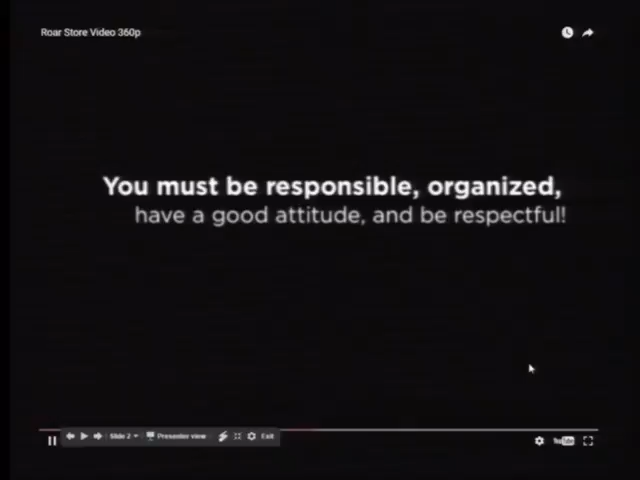 Roar Store Video 360p
You must be responsible, organized,
have a good attitude, and be respectful!
Slide 2
Presenter view
Exit
YouTube